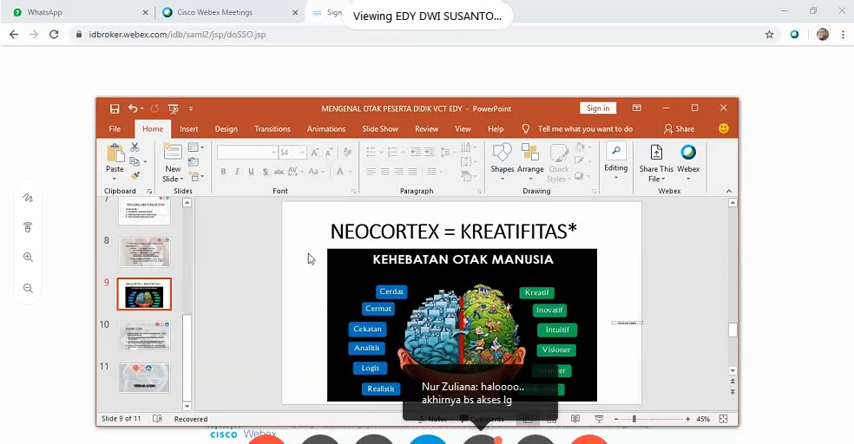 WhatsApp
Cisco Webex Meetings
Sign
Viewing EDY DWI SUSANTO...
idbroker.webex.com/idb/saml2/jsp/doSSO.jsp
MENGENAL OTAK PESERTA DIDIK VCT EDY - PowerPoint
Sign in
File Home Insert Design Transitions Animations Slide Show Review View Help Tell me what you want to do Share
Paste
New
Slide
54
Shapes Arrange Quick
Styles
Editing
Share This
File
Webex
Clipboard Slides Font Paragraph Drawing Webex
7
8
9
10
11
NEOCORTEX = KREATIFITAS*
KEHEBATAN OTAK MANUSIA
Cerdas
Cermat
Cekatan
Analitis
Logis
Realistis
Kreatif
Inovatif
Intuitif
Visioner
Nur Zuliana: haloooo..
akhirnya bs akses lg
Slide 9 of 11 Recovered
Notes Comments
45%
CISCO Webex